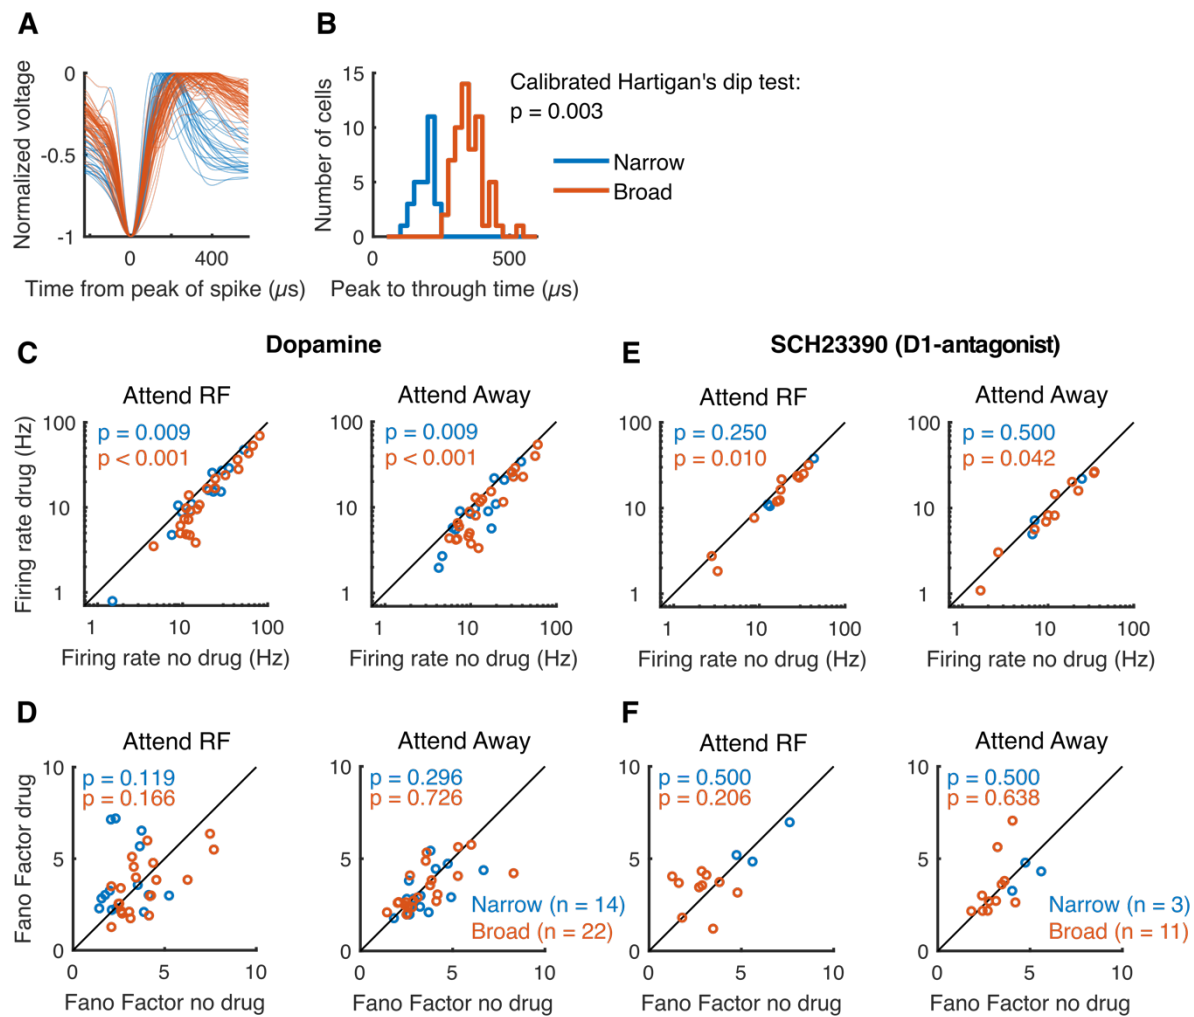 A
Normalized voltage
0
-0.5
-1
0
400
Time from peak of spike (µs)
B
Number of cells
15
10
5
0
0
500
Peak to through time (µs)
Calibrated Hartigan's dip test:
p = 0.003
Narrow
Broad
C
Dopamine
Attend RF
Firing rate drug (Hz)
100
10
1
p = 0.009
p < 0.001
1
10
100
Firing rate no drug (Hz)
Attend Away
100
10
1
p = 0.009
p < 0.001
1
10
100
Firing rate no drug (Hz)
E
SCH23390 (D1-antagonist)
Attend RF
100
10
1
p = 0.250
p = 0.010
1
10
100
Firing rate no drug (Hz)
Attend Away
100
10
1
p = 0.500
p = 0.042
1
10
100
Firing rate no drug (Hz)
D
Attend RF
Fano Factor drug
10
5
0
p = 0.119
p = 0.166
0
5
10
Fano Factor no drug
Attend Away
10
5
0
p = 0.296
p = 0.726
Narrow (n = 14)
Broad (n = 22)
0
5
10
Fano Factor no drug
F
Attend RF
10
5
0
p = 0.500
p = 0.206
0
5
10
Fano Factor no drug
Attend Away
10
5
0
p = 0.500
p = 0.638
Narrow (n = 3)
Broad (n = 11)
0
5
10
Fano Factor no drug